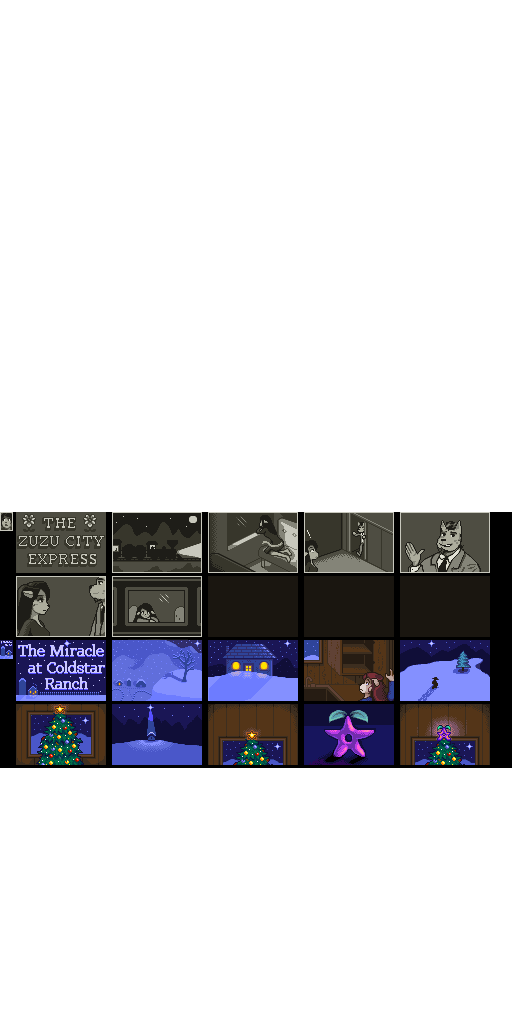 THE
ZUZU CITY
EXPRESS
The Miracle
at Coldstar
Ranch